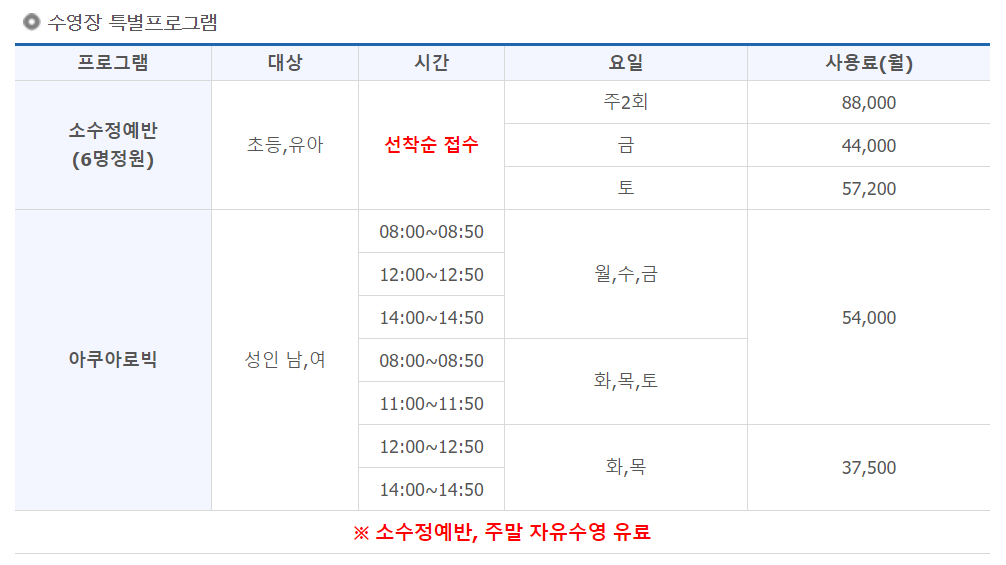 수영장 특별프로그램
프로그램 대상 시간 요일 사용료(월)
소수정예반
(6명정원)
초등,유아
선착순 접수
주2회 88,000
금 44,000
토 57,200
아쿠아로빅
성인 남,여
08:00~08:50
12:00~12:50
14:00~14:50
월,수,금
08:00~08:50
11:00~11:50
화,목,토
54,000
12:00~12:50
14:00~14:50
화,목
37,500
※ 소수정예반, 주말 자유수영 유료